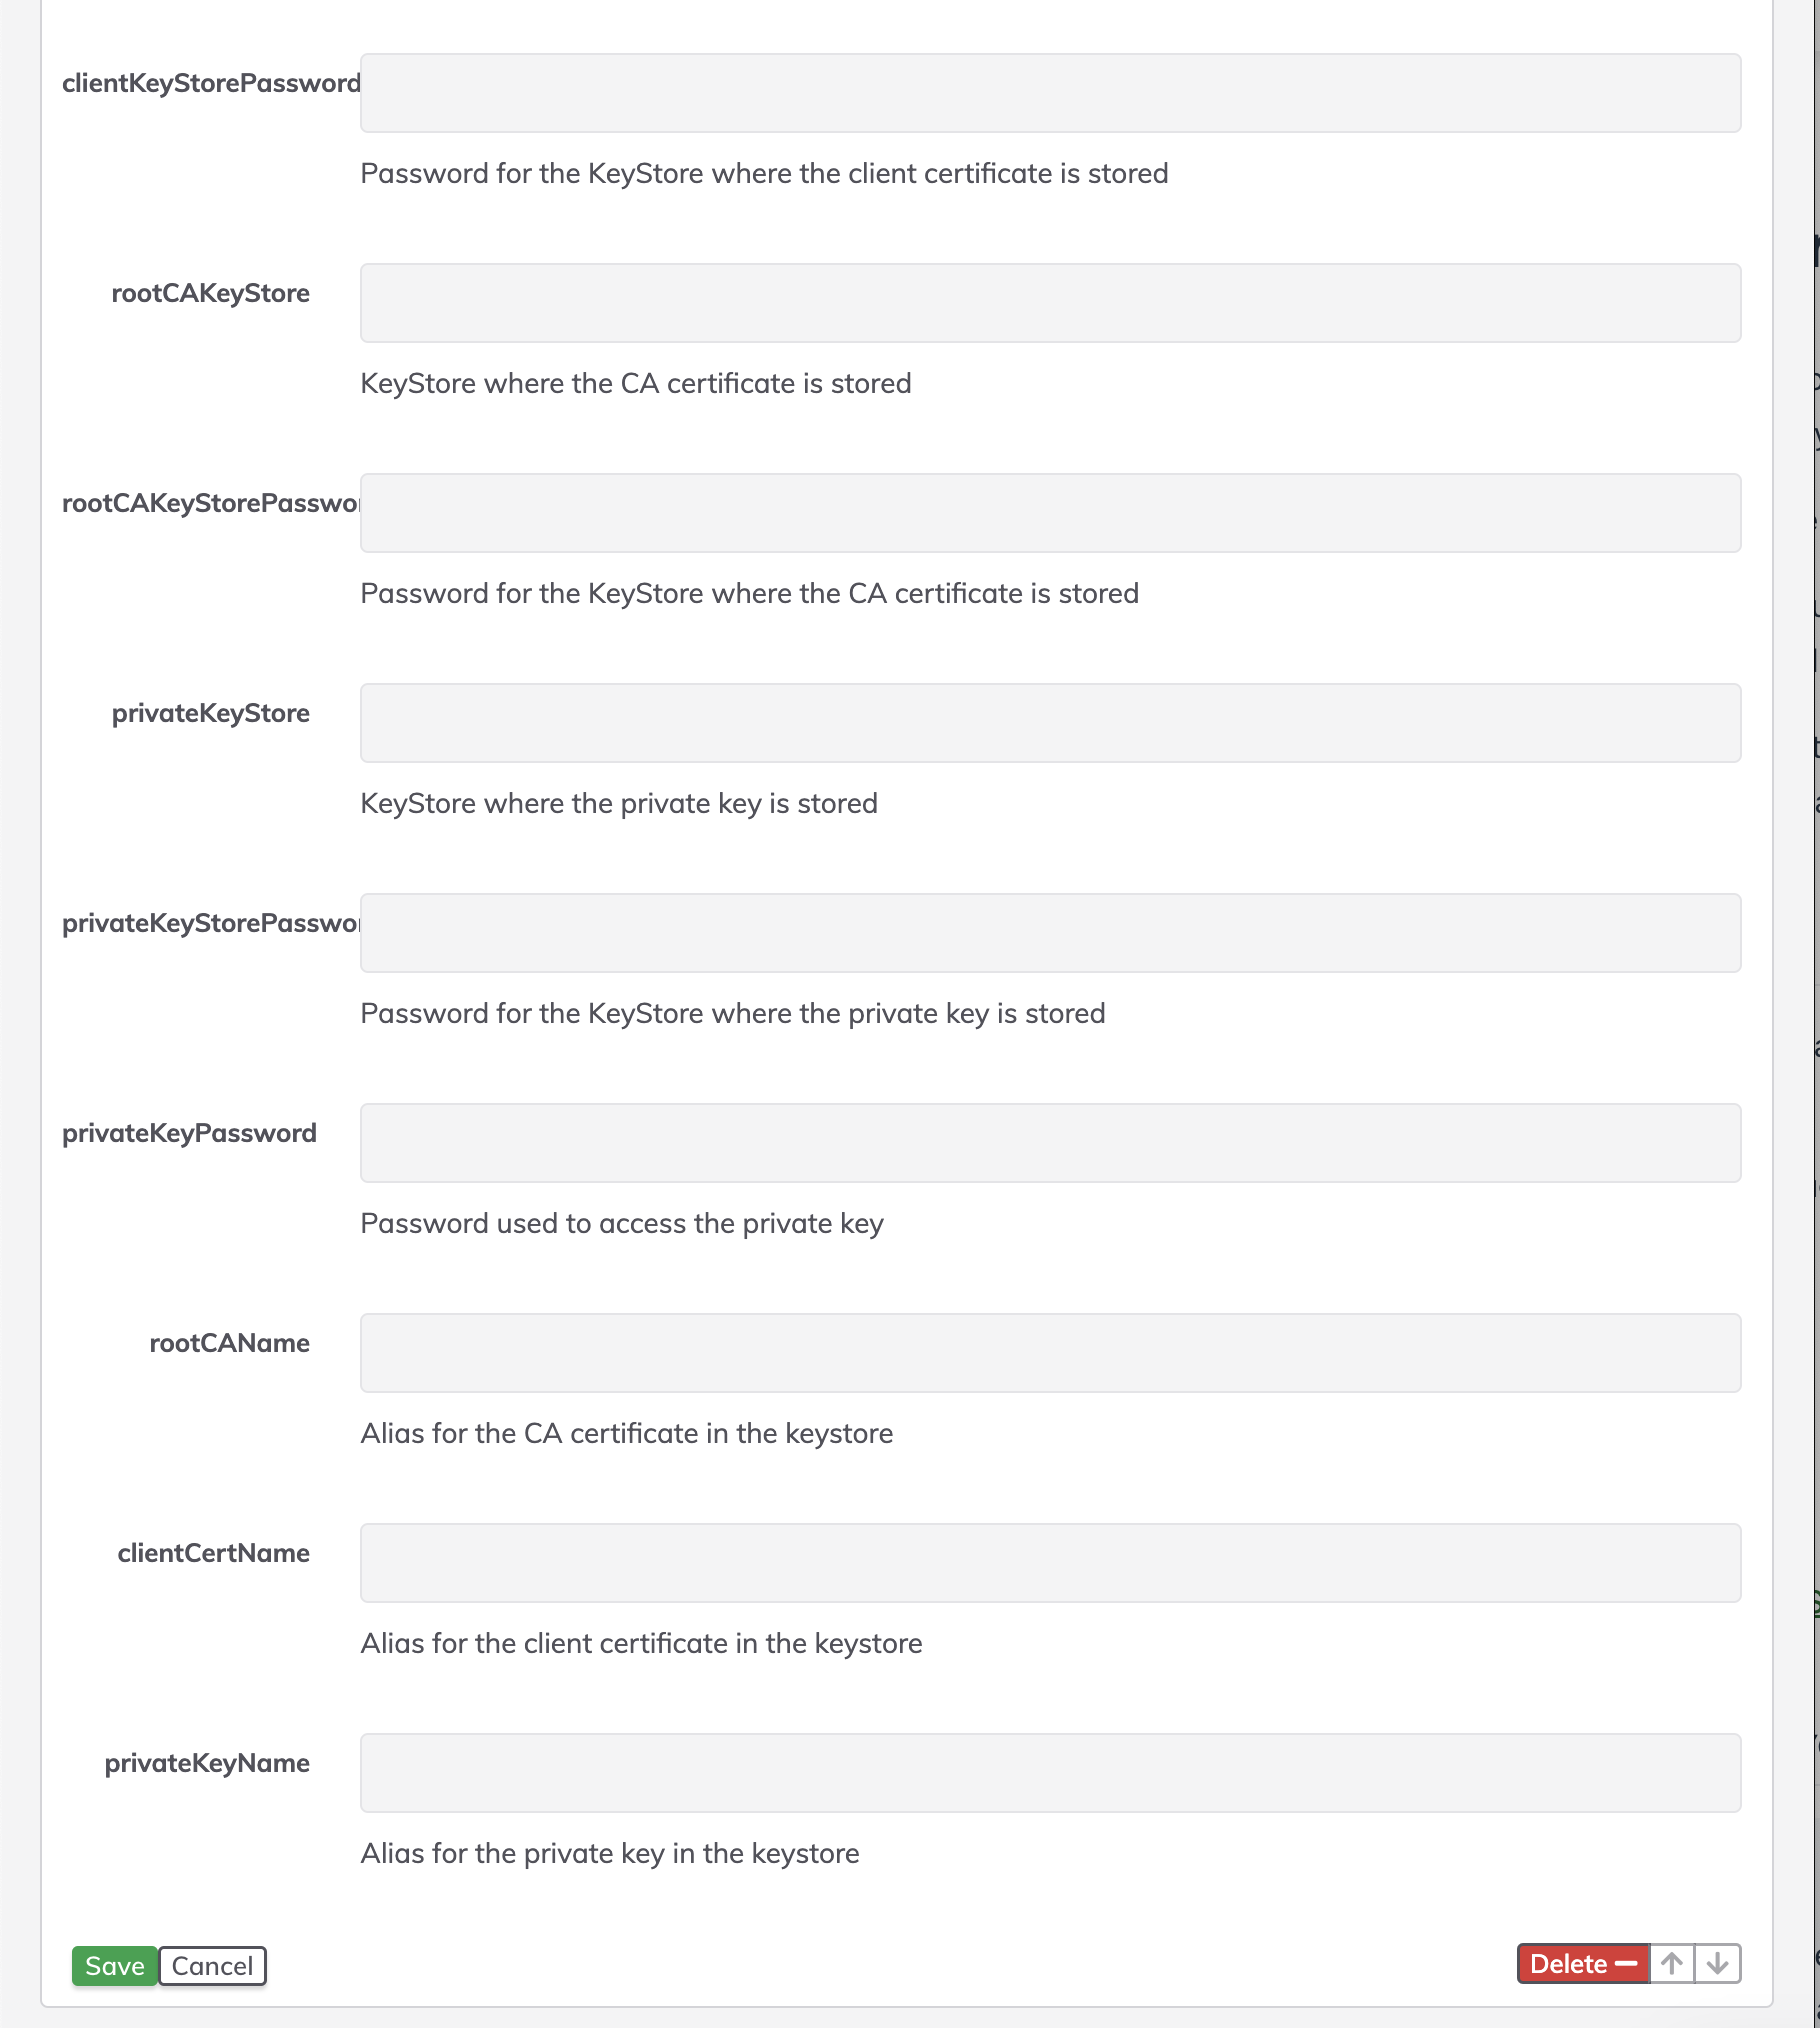 clientKeyStorePassword
Password for the KeyStore where the client certificate is stored
rootCAKeyStore
KeyStore where the CA certificate is stored
rootCAKeyStorePasswor
Password for the KeyStore where the CA certificate is stored
privateKeyStore
KeyStore where the private key is stored
privateKeyStorePasswor
Password for the KeyStore where the private key is stored
privateKeyPassword
Password used to access the private key
rootCAName
Alias for the CA certificate in the keystore
clientCertName
Alias for the client certificate in the keystore
privateKeyName
Alias for the private key in the keystore
Save Cancel Delete